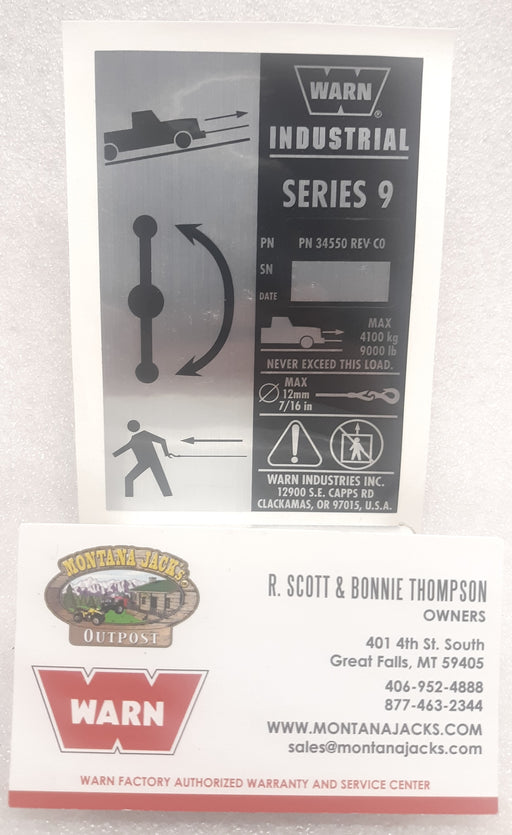 WARN
®
INDUSTRIAL
SERIES 9
PN PN 34550 REV C0
SN
DATE
MAX
4100 kg
9000 lb
NEVER EXCEED THIS LOAD.
MAX
12mm
7/16 in
WARN INDUSTRIES INC.
12900 S.E. CAPPS RD
CLACKAMAS, OR 97015, U.S.A.
MONTANA JACK'S
OUTPOST
WARN
R. SCOTT & BONNIE THOMPSON
OWNERS
401 4th St. South
Great Falls, MT 59405
406-952-4888
877-463-2344
WWW.MONTANAJACKS.COM
sales@montanajacks.com
WARN FACTORY AUTHORIZED WARRANTY AND SERVICE CENTER